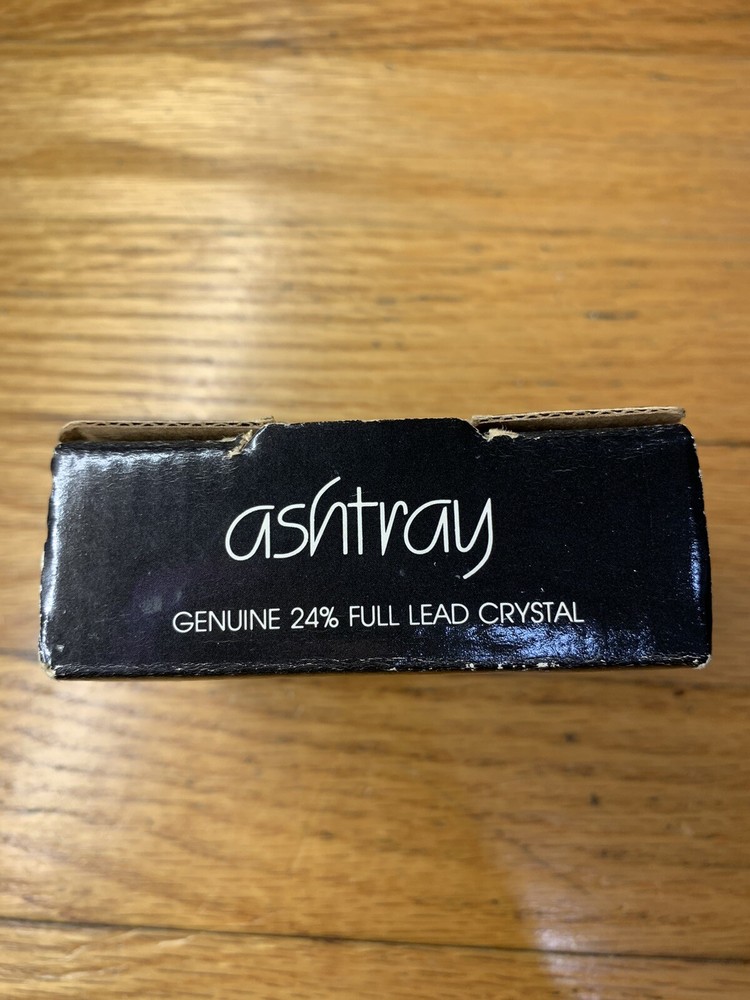 ashtray
GENUINE 24% FULL LEAD CRYSTAL